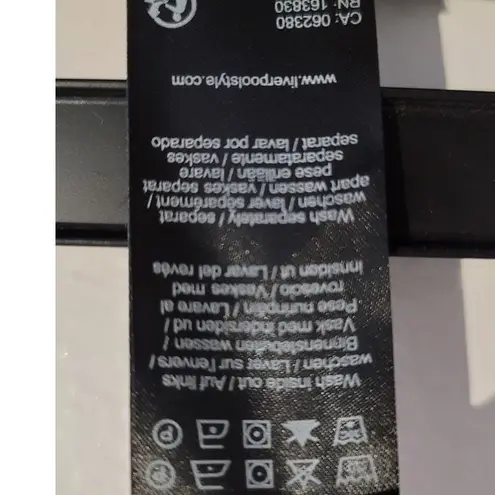 Wash inside out / Auf links
waschen / Laver sur l'envers /
Binnenstebuiten wassen /
Vask med indersiden ud /
Pese nurinpäin / Lavare al
rovescio / Vaskes med
innsiden ut / Lavar del revés
Wash separately / separat
waschen / laver séparément /
apart wassen / vaskes separat
pese erillään / lavare
separatamente / vaskes
separat / lavar por separado
www.liverpoolstyle.com
CA: 062380
RN: 163830